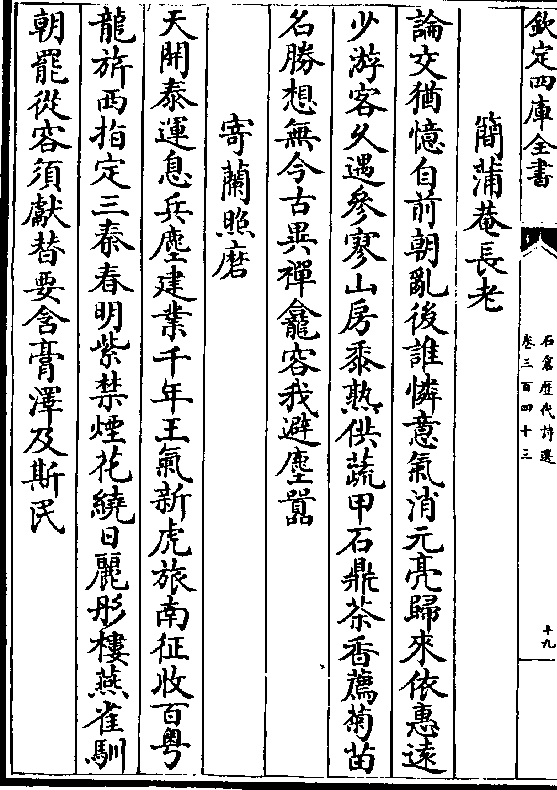 欽定四庫全書
石倉歷代詩選
卷三百四十三
十九
簡蒲菴長老
論文猶憶自前朝亂後誰憐意氣消元亮歸來依惠遠
少游客久遇參寥山房黍熟供蔬甲石鼎茶香薦菊苗
名勝想無今古異禪龕容我避塵囂
寄蘭照磨
天開泰運息兵塵建業千年王氣新虎旅南征收百粤
龍旂西指定三秦春明紫禁煙花繞日麗彤樓燕雀馴
朝罷從容須獻替要含膏澤及斯民